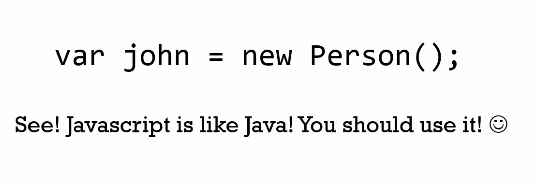 var john = new Person();
See! Javascript is like Java! You should use it! ☺